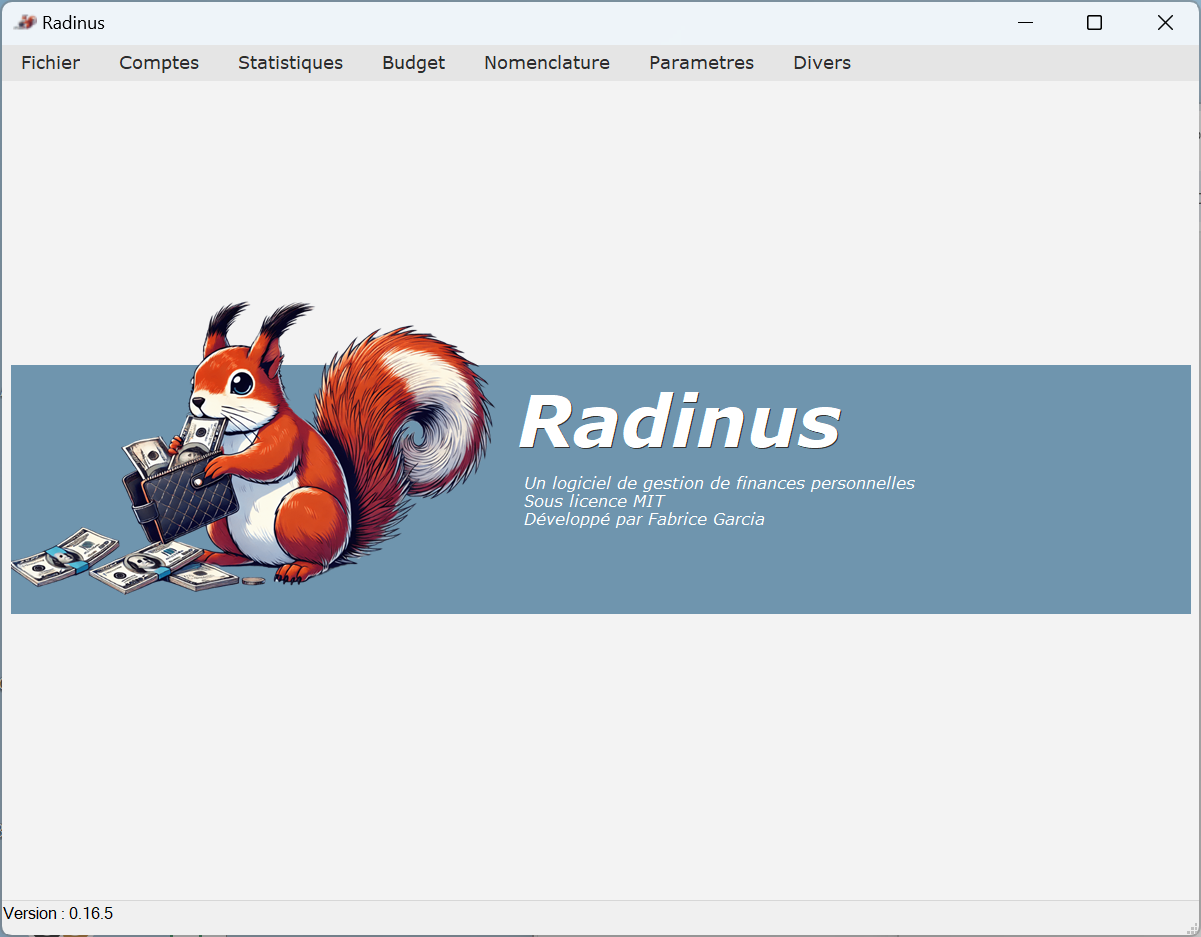 Radinus
Fichier Comptes Statistiques Budget Nomenclature Parametres Divers
Radinus
Un logiciel de gestion de finances personnelles
Sous licence MIT
Développé par Fabrice Garcia
Version : 0.16.5